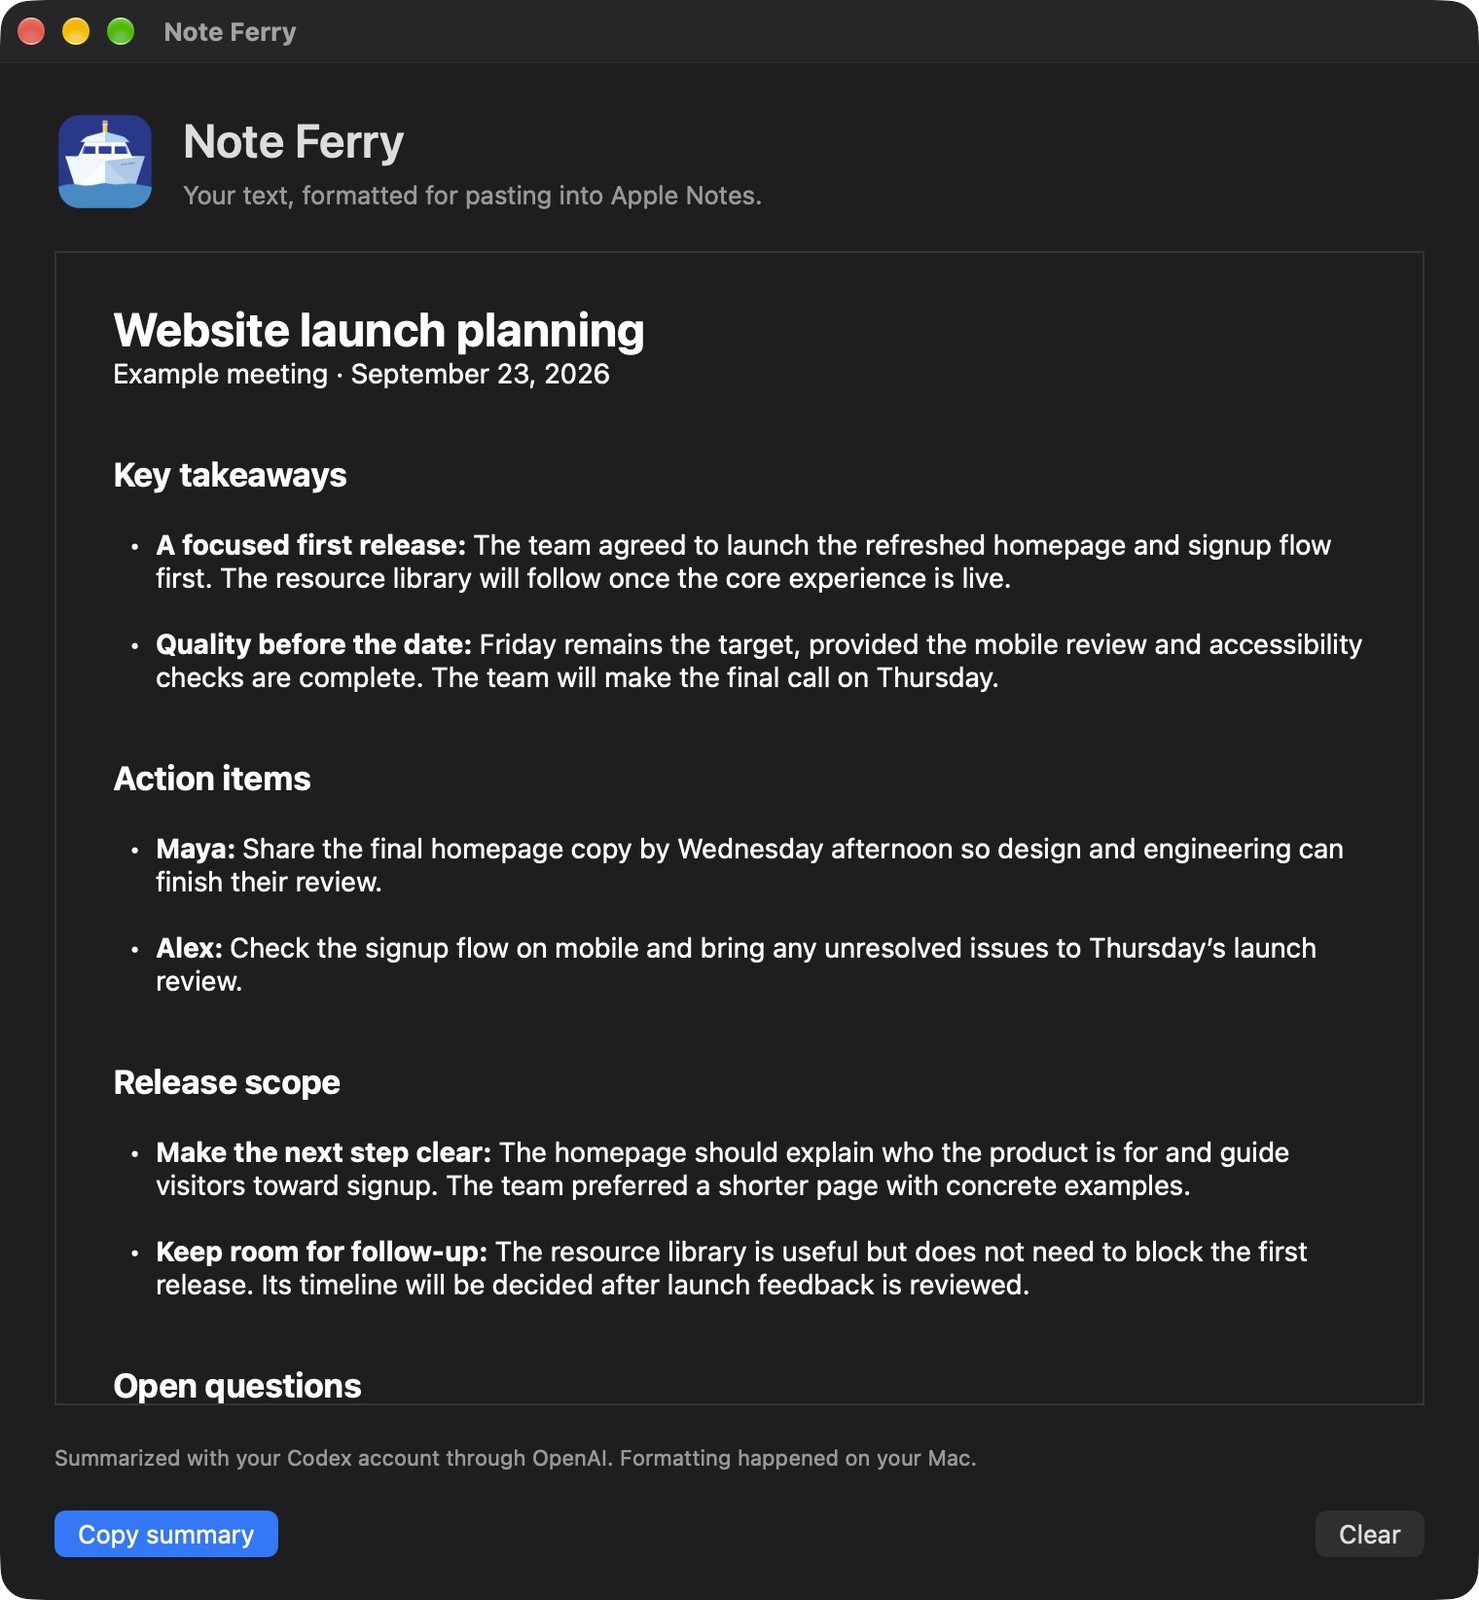 Note Ferry
Note Ferry
Your text, formatted for pasting into Apple Notes.
Website launch planning
Example meeting · September 23, 2026
Key takeaways
• A focused first release: The team agreed to launch the refreshed homepage and signup flow
first. The resource library will follow once the core experience is live.
• Quality before the date: Friday remains the target, provided the mobile review and accessibility
checks are complete. The team will make the final call on Thursday.
Action items
• Maya: Share the final homepage copy by Wednesday afternoon so design and engineering can
finish their review.
• Alex: Check the signup flow on mobile and bring any unresolved issues to Thursday’s launch
review.
Release scope
• Make the next step clear: The homepage should explain who the product is for and guide
visitors toward signup. The team preferred a shorter page with concrete examples.
• Keep room for follow-up: The resource library is useful but does not need to block the first
release. Its timeline will be decided after launch feedback is reviewed.
Open questions
Summarized with your Codex account through OpenAI. Formatting happened on your Mac.
Copy summary
Clear